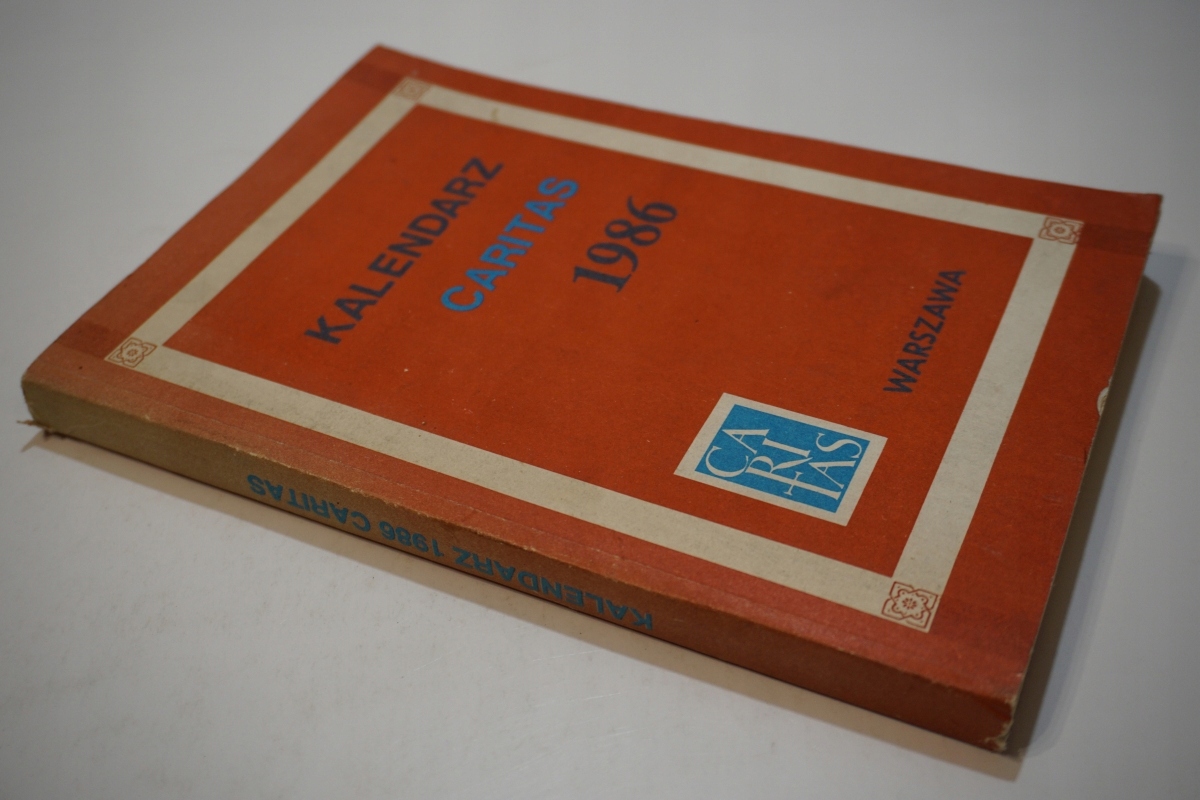 KALENDARZ
CARITAS
1986
CA
RI
TAS
WARSZAWA
KALENDARZ 1986 CARITAS